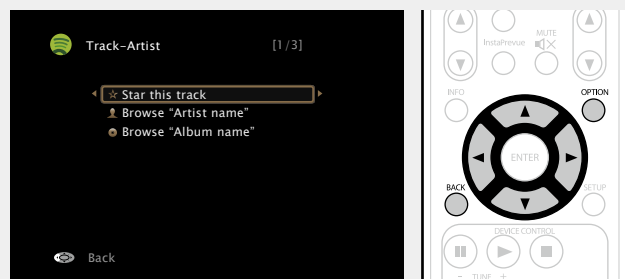 Track-Artist [1/3]
☆ Star this track
Browse “Artist name”
Browse “Album name”
Back
MUTE
InstaPrevue
INFO
OPTION
ENTER
BACK
SETUP
DEVICE CONTROL
- TUNE +